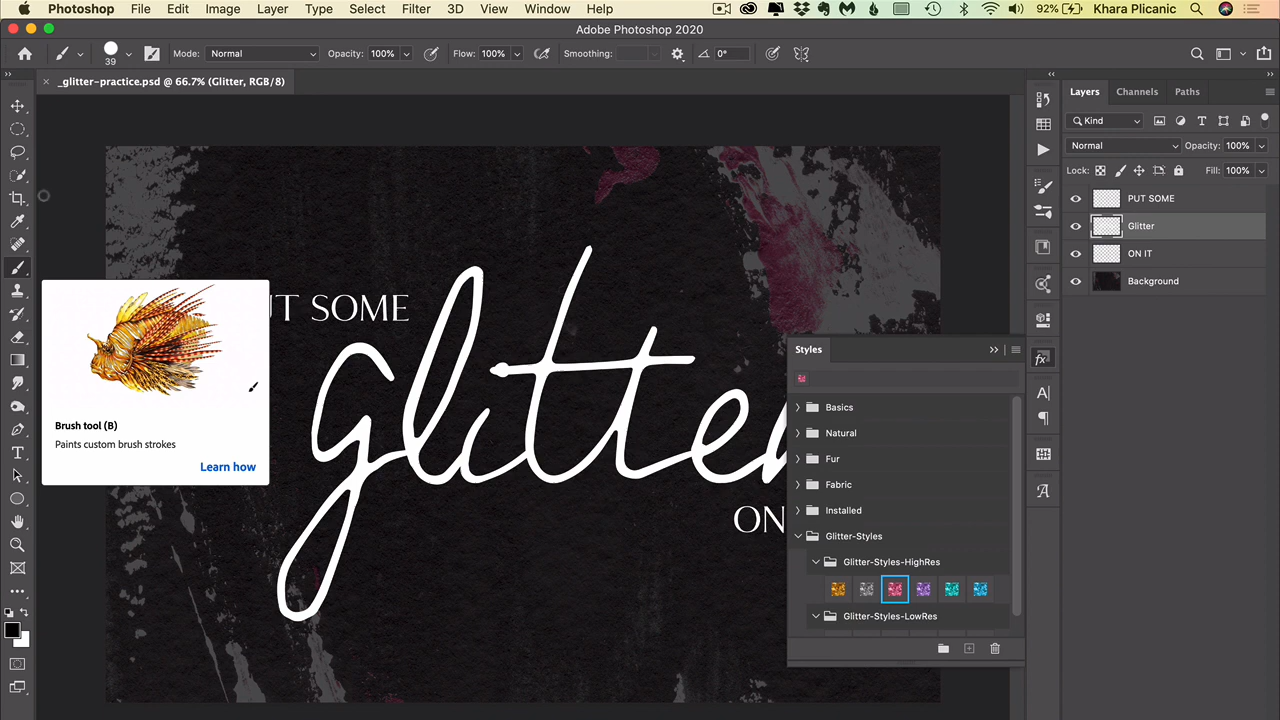 Photoshop File Edit Image Layer Type Select Filter 3D View Window Help 92% Khara Plicanic
Adobe Photoshop 2020
39 Mode: Normal Opacity: 100% Flow: 100% Smoothing: 0°
_glitter-practice.psd @ 66.7% (Glitter, RGB/8)
Layers Channels Paths
Kind
Normal Opacity: 100%
Lock: Fill: 100%
PUT SOME
Glitter
ON IT
Background
UT SOME
glitter
ON
Brush tool (B)
Paints custom brush strokes
Learn how
Styles
Basics
Natural
Fur
Fabric
Installed
Glitter-Styles
Glitter-Styles-HighRes
Glitter-Styles-LowRes